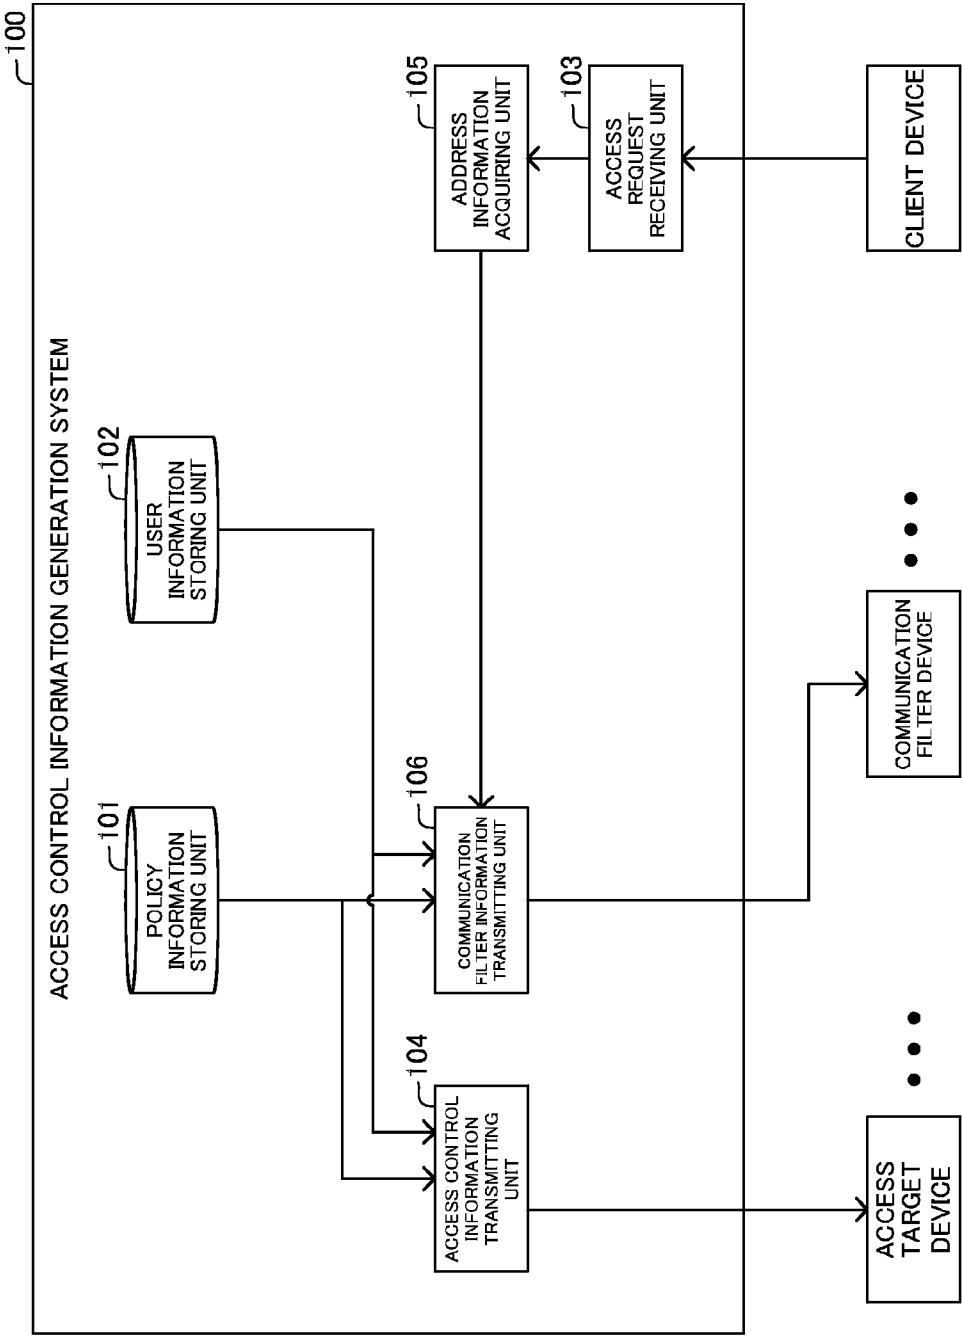 100
ACCESS CONTROL INFORMATION GENERATION SYSTEM
101
POLICY
INFORMATION
STORING UNIT
102
USER
INFORMATION
STORING UNIT
104
ACCESS CONTROL
INFORMATION
TRANSMITTING
UNIT
106
COMMUNICATION
FILTER INFORMATION
TRANSMITTING UNIT
105
ADDRESS
INFORMATION
ACQUIRING UNIT
103
ACCESS
REQUEST
RECEIVING UNIT
ACCESS
TARGET
DEVICE
COMMUNICATION
FILTER DEVICE
CLIENT DEVICE